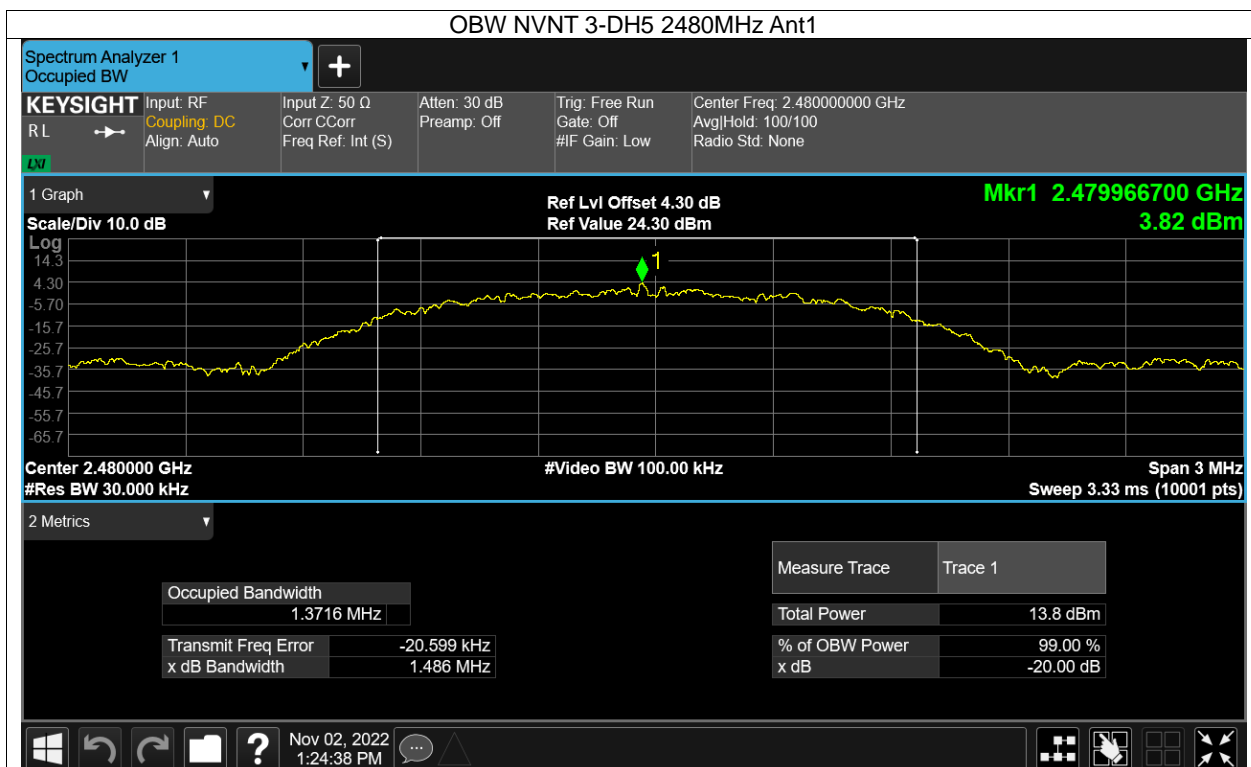 OBW NVNT 3-DH5 2480MHz Ant1
Spectrum Analyzer 1
Occupied BW
KEYSIGHT
R L
LXI
Input: RF
Coupling: DC
Align: Auto
Input Z: 50 Ω
Corr CCorr
Freq Ref: Int (S)
Atten: 30 dB
Preamp: Off
Trig: Free Run
Gate: Off
#IF Gain: Low
Center Freq: 2.480000000 GHz
Avg|Hold: 100/100
Radio Std: None
1 Graph
Scale/Div 10.0 dB
Ref Lvl Offset 4.30 dB
Ref Value 24.30 dBm
Mkr1 2.479966700 GHz
3.82 dBm
Log
14.3
4.30
-5.70
-15.7
-25.7
-35.7
-45.7
-55.7
-65.7
1
Center 2.480000 GHz
#Res BW 30.000 kHz
#Video BW 100.00 kHz
Span 3 MHz
Sweep 3.33 ms (10001 pts)
2 Metrics
Occupied Bandwidth
1.3716 MHz
Transmit Freq Error -20.599 kHz
x dB Bandwidth 1.486 MHz
Measure Trace Trace 1
Total Power 13.8 dBm
% of OBW Power 99.00 %
x dB -20.00 dB
?
Nov 02, 2022
1:24:38 PM